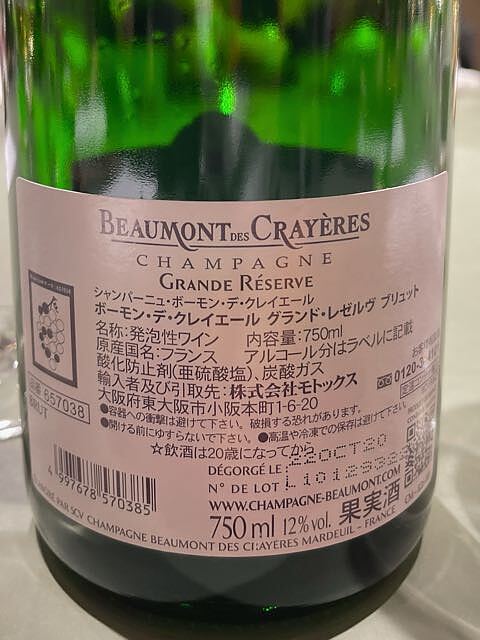 BEAUMONT DES CRAYÈRES
CHAMPAGNE
GRANDE RÉSERVE
シャンパーニュ・ボーモン・デ・クレイエール
ボーモン・デ・クレイエール グランド・レゼルヴ ブリュット
名称:発泡性ワイン 内容量:750ml
原産国名:フランス アルコール分はラベルに記載
酸化防止剤(亜硫酸塩)、炭酸ガス
輸入者及び引取先:株式会社モトックス
大阪府東大阪市小阪本町1-6-20
0120-3
品番 657038
BRUT
●容器への衝撃は避けて下さい。破損する恐れがあります。
●開ける前にゆすらないで下さい。 ●高温や冷凍での保存は避けて下さい。
☆飲酒は20歳になってから
DÉGORGÉ LE: 22OCT20
N° DE LOT
WWW.CHAMPAGNE-BEAUMONT.COM
4 997678 570385
750 ml 12% vol. 果実酒
PAR SCV CHAMPAGNE BEAUMONT DES CRAYERES MARDEUIL - FRANCE